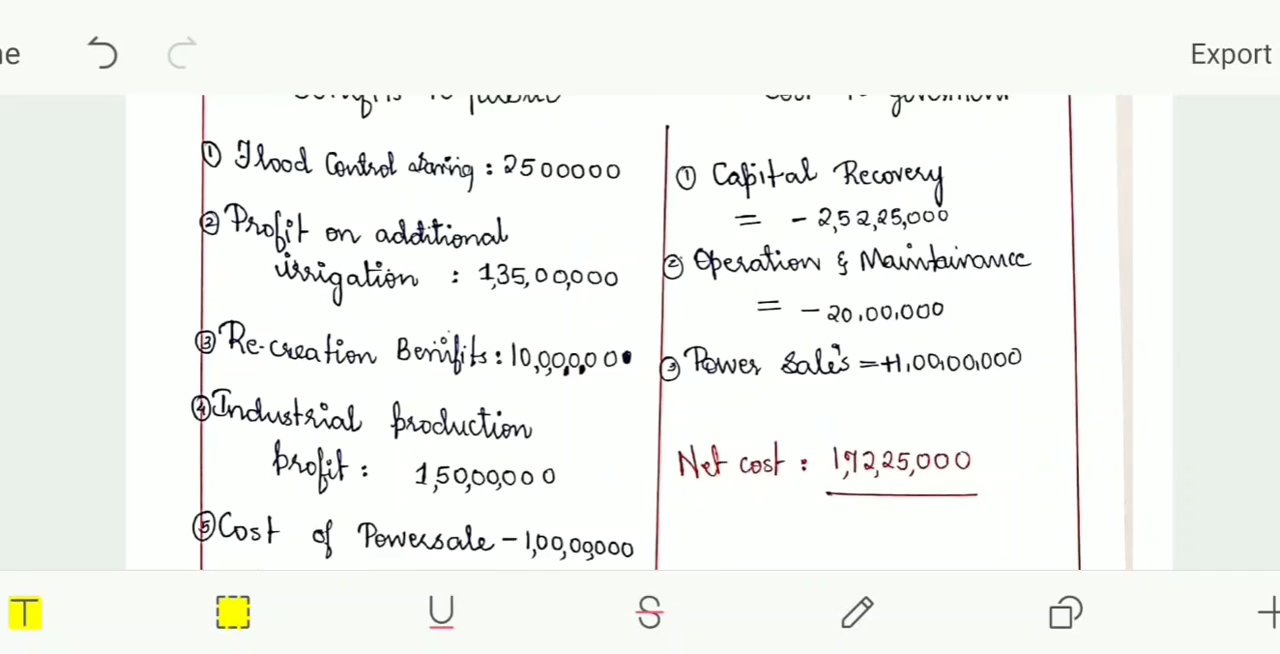 Export
① Flood Control staring : 2500000
② Profit on additional
irrigation : 1,35,00,000
③ Re-creation Benifits : 10,00,000
④ Industrial production
profit : 1,50,00,000
⑤ Cost of Powersale - 1,00,00000
① Capital Recovery
= - 2,52,25,000
② Operation & Maintainance
= - 20,00,000
③ Power Sales = +1,00,00,000
Net cost : 1,72,25,000
T
U
S